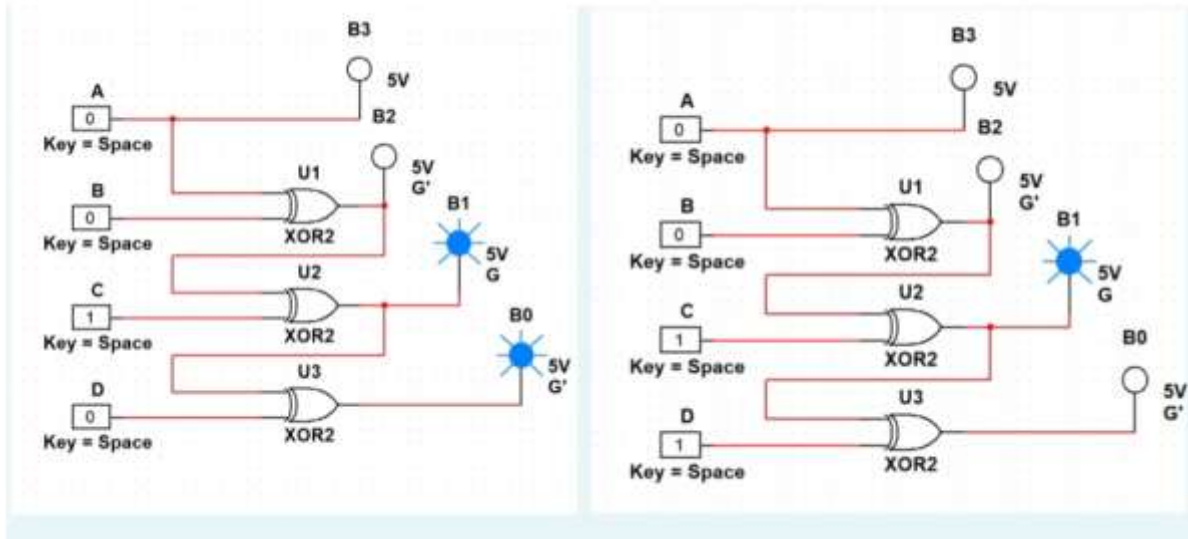 B3
5V
A
0
Key = Space
B2
5V
G'
U1
B
0
Key = Space
XOR2
B1
5V
G
U2
C
1
Key = Space
XOR2
B0
5V
G'
U3
D
0
Key = Space
XOR2
B3
5V
A
0
Key = Space
B2
5V
G'
U1
B
0
Key = Space
XOR2
B1
5V
G
U2
C
1
Key = Space
XOR2
B0
5V
G'
U3
D
1
Key = Space
XOR2